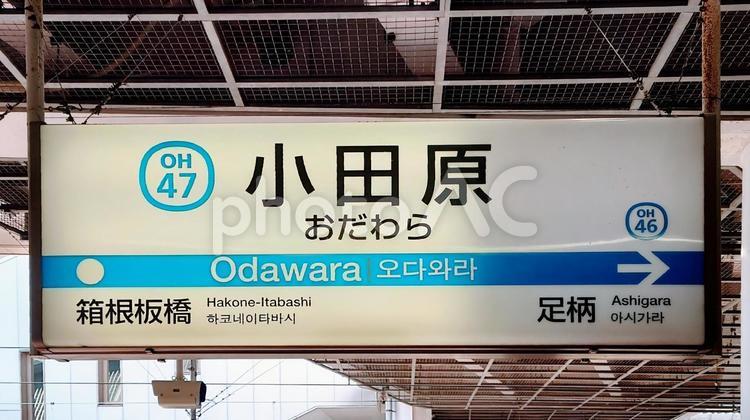 OH
47
小田原
おだわら
OH
46
Odawara 오다와라
箱根板橋 Hakone-Itabashi
하코네이타바시
足柄 Ashigara
아시가라
photoAC